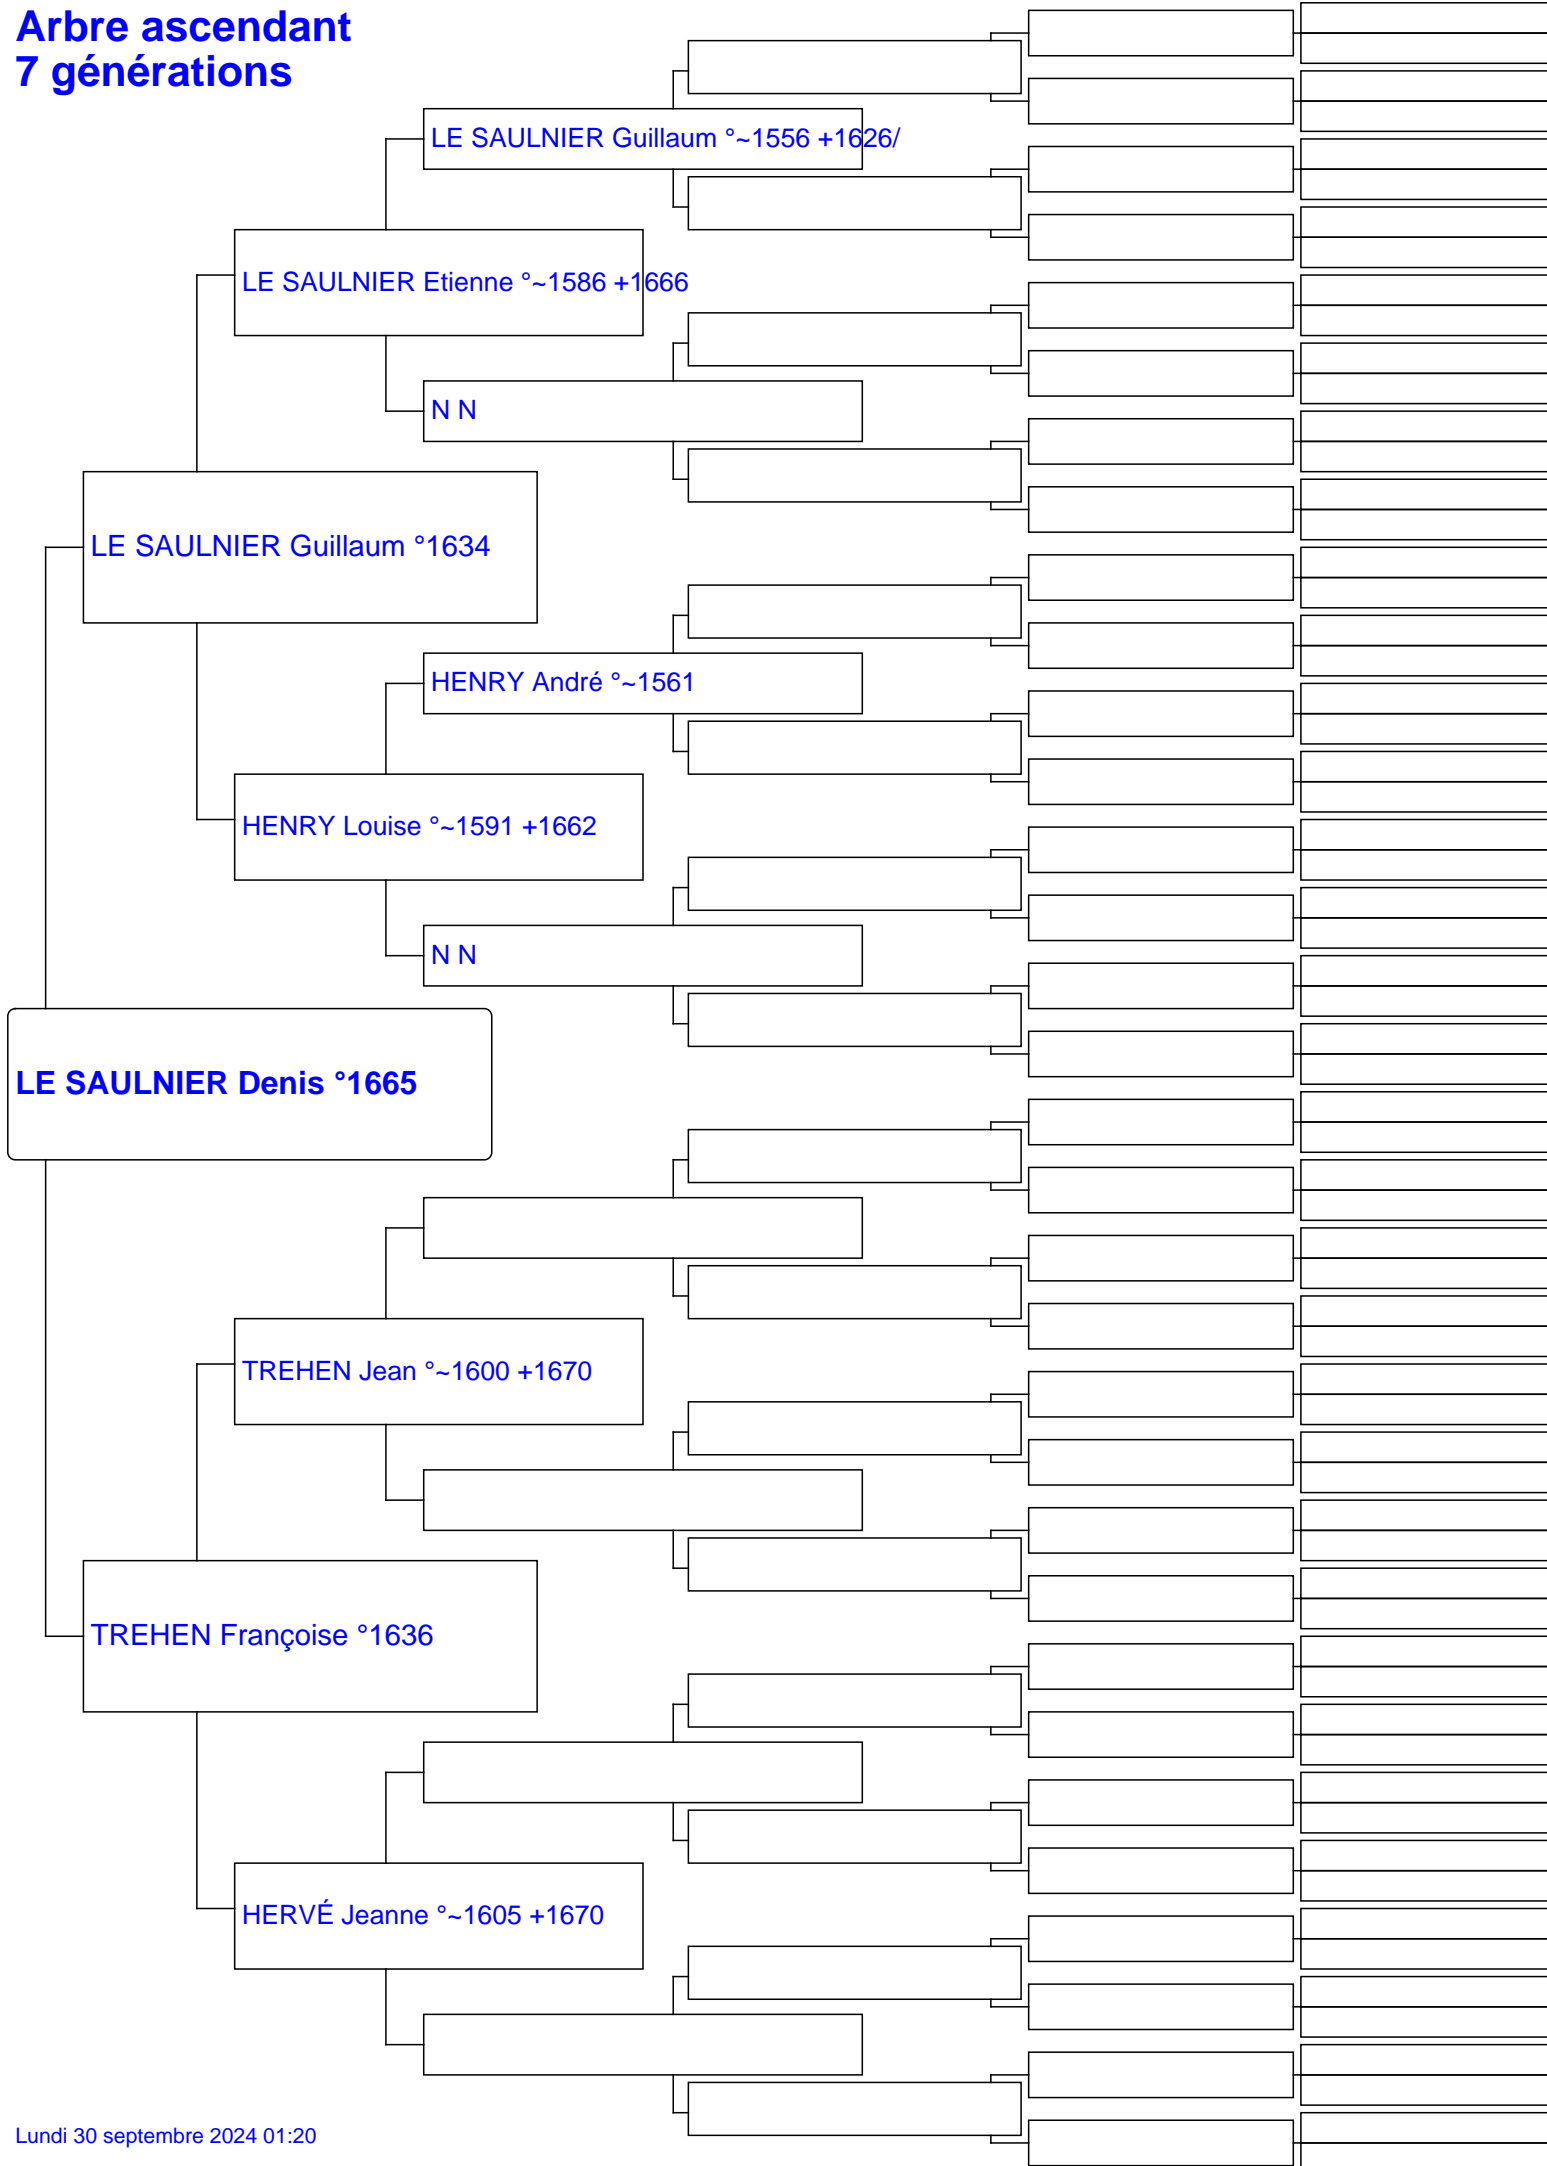 Arbre ascendant
7 générations
LE SAULNIER Guillaum °~1556 +1626/
LE SAULNIER Etienne °~1586 +1666
N N
LE SAULNIER Guillaum °1634
HENRY André °~1561
HENRY Louise °~1591 +1662
N N
LE SAULNIER Denis °1665
TREHEN Jean °~1600 +1670
TREHEN Françoise °1636
HERVÉ Jeanne °~1605 +1670
Lundi 30 septembre 2024 01:20